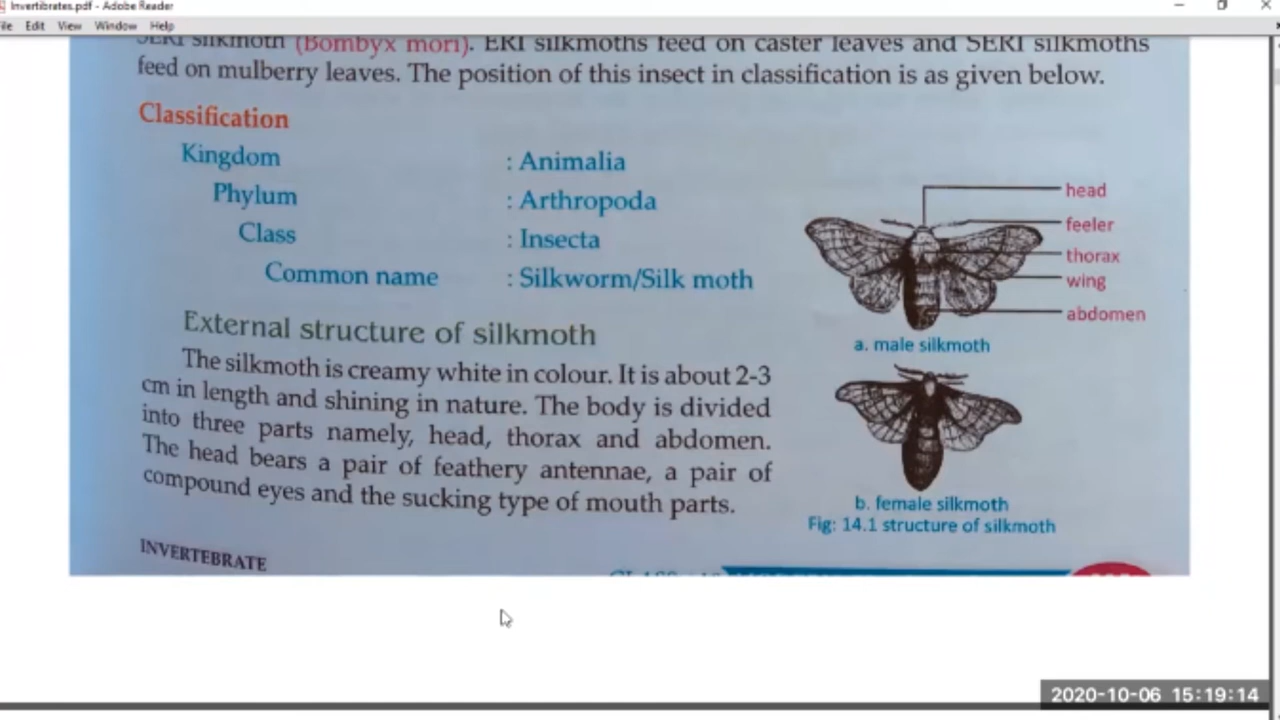 Invertibrates.pdf - Adobe Reader
File Edit View Window Help
SERI silkmoth (Bombyx mori). ERI silkmoths feed on caster leaves and SERI silkmoths
feed on mulberry leaves. The position of this insect in classification is as given below.
Classification
Kingdom : Animalia
Phylum : Arthropoda
Class : Insecta
Common name : Silkworm/Silk moth
head
feeler
thorax
wing
abdomen
a. male silkmoth
External structure of silkmoth
The silkmoth is creamy white in colour. It is about 2-3
cm in length and shining in nature. The body is divided
into three parts namely, head, thorax and abdomen.
The head bears a pair of feathery antennae, a pair of
compound eyes and the sucking type of mouth parts.
b. female silkmoth
Fig: 14.1 structure of silkmoth
INVERTEBRATE
2020-10-06 15:19:14